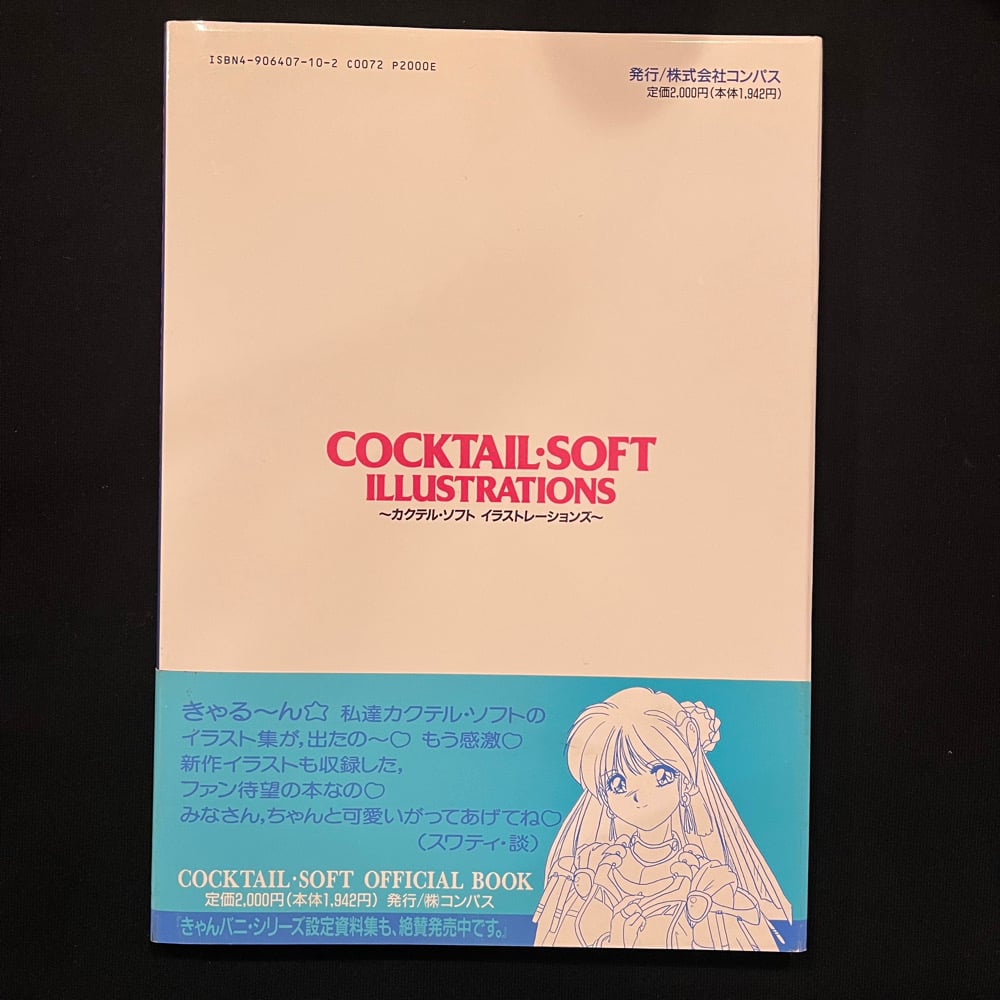 ISBN4-906407-10-2 C0072 P2000E
発行/株式会社コンパス
定価2,000円(本体1,942円)
COCKTAIL・SOFT
ILLUSTRATIONS
〜カクテル・ソフト イラストレーションズ〜
きゃる〜ん☆ 私達カクテル・ソフトの
イラスト集が,出たの〜♡ もう感激♡
新作イラストも収録した,
ファン待望の本なの♡
みなさん,ちゃんと可愛いがってあげてね♡
(スワティ・談)
COCKTAIL・SOFT OFFICIAL BOOK
定価2,000円(本体1,942円) 発行/㈱コンパス
『きゃんバニ・シリーズ設定資料集も、絶賛発売中です。』